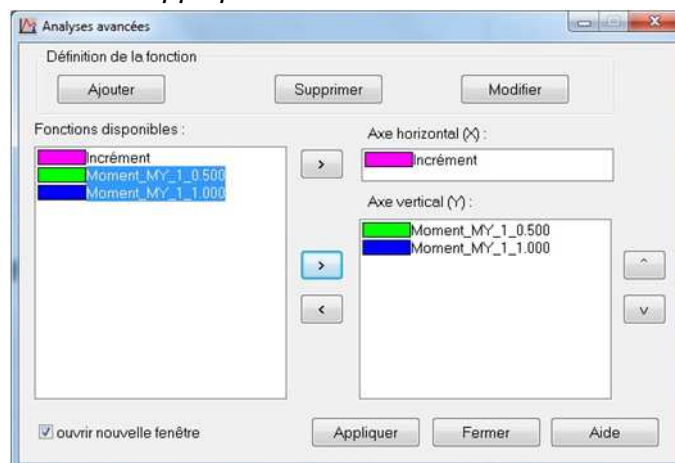 Analyses avancées
Définition de la fonction
Ajouter
Supprimer
Modifier
Fonctions disponibles :
Incrément
Moment_MY_1_0.500
Moment_MY_1_1.000
>
Axe horizontal (X) :
Incrément
Axe vertical (Y) :
Moment_MY_1_0.500
Moment_MY_1_1.000
>
<
^
v
ouvrir nouvelle fenêtre
Appliquer
Fermer
Aide